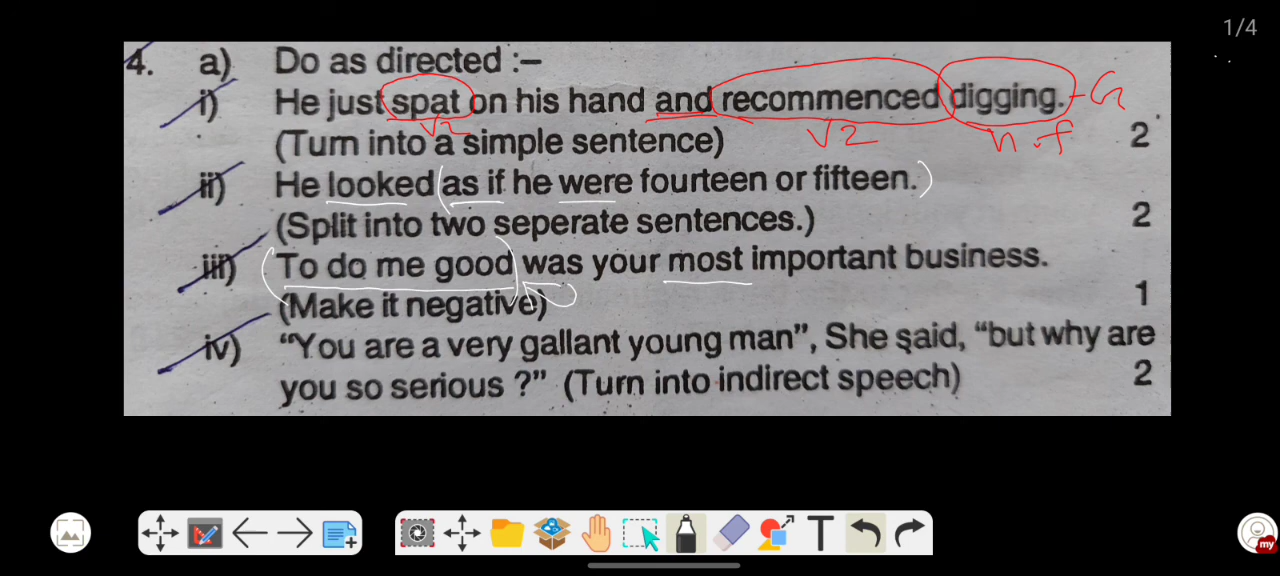 1/4
4. a) Do as directed :–
i) He just spat on his hand and recommenced digging. – G
V2 V2 n.f
(Turn into a simple sentence) 2
ii) He looked (as if he were fourteen or fifteen.)
(Split into two seperate sentences.) 2
iii) (To do me good) was your most important business.
(Make it negative) 1
iv) “You are a very gallant young man”, She said, “but why are
you so serious ?” (Turn into indirect speech) 2
T
my